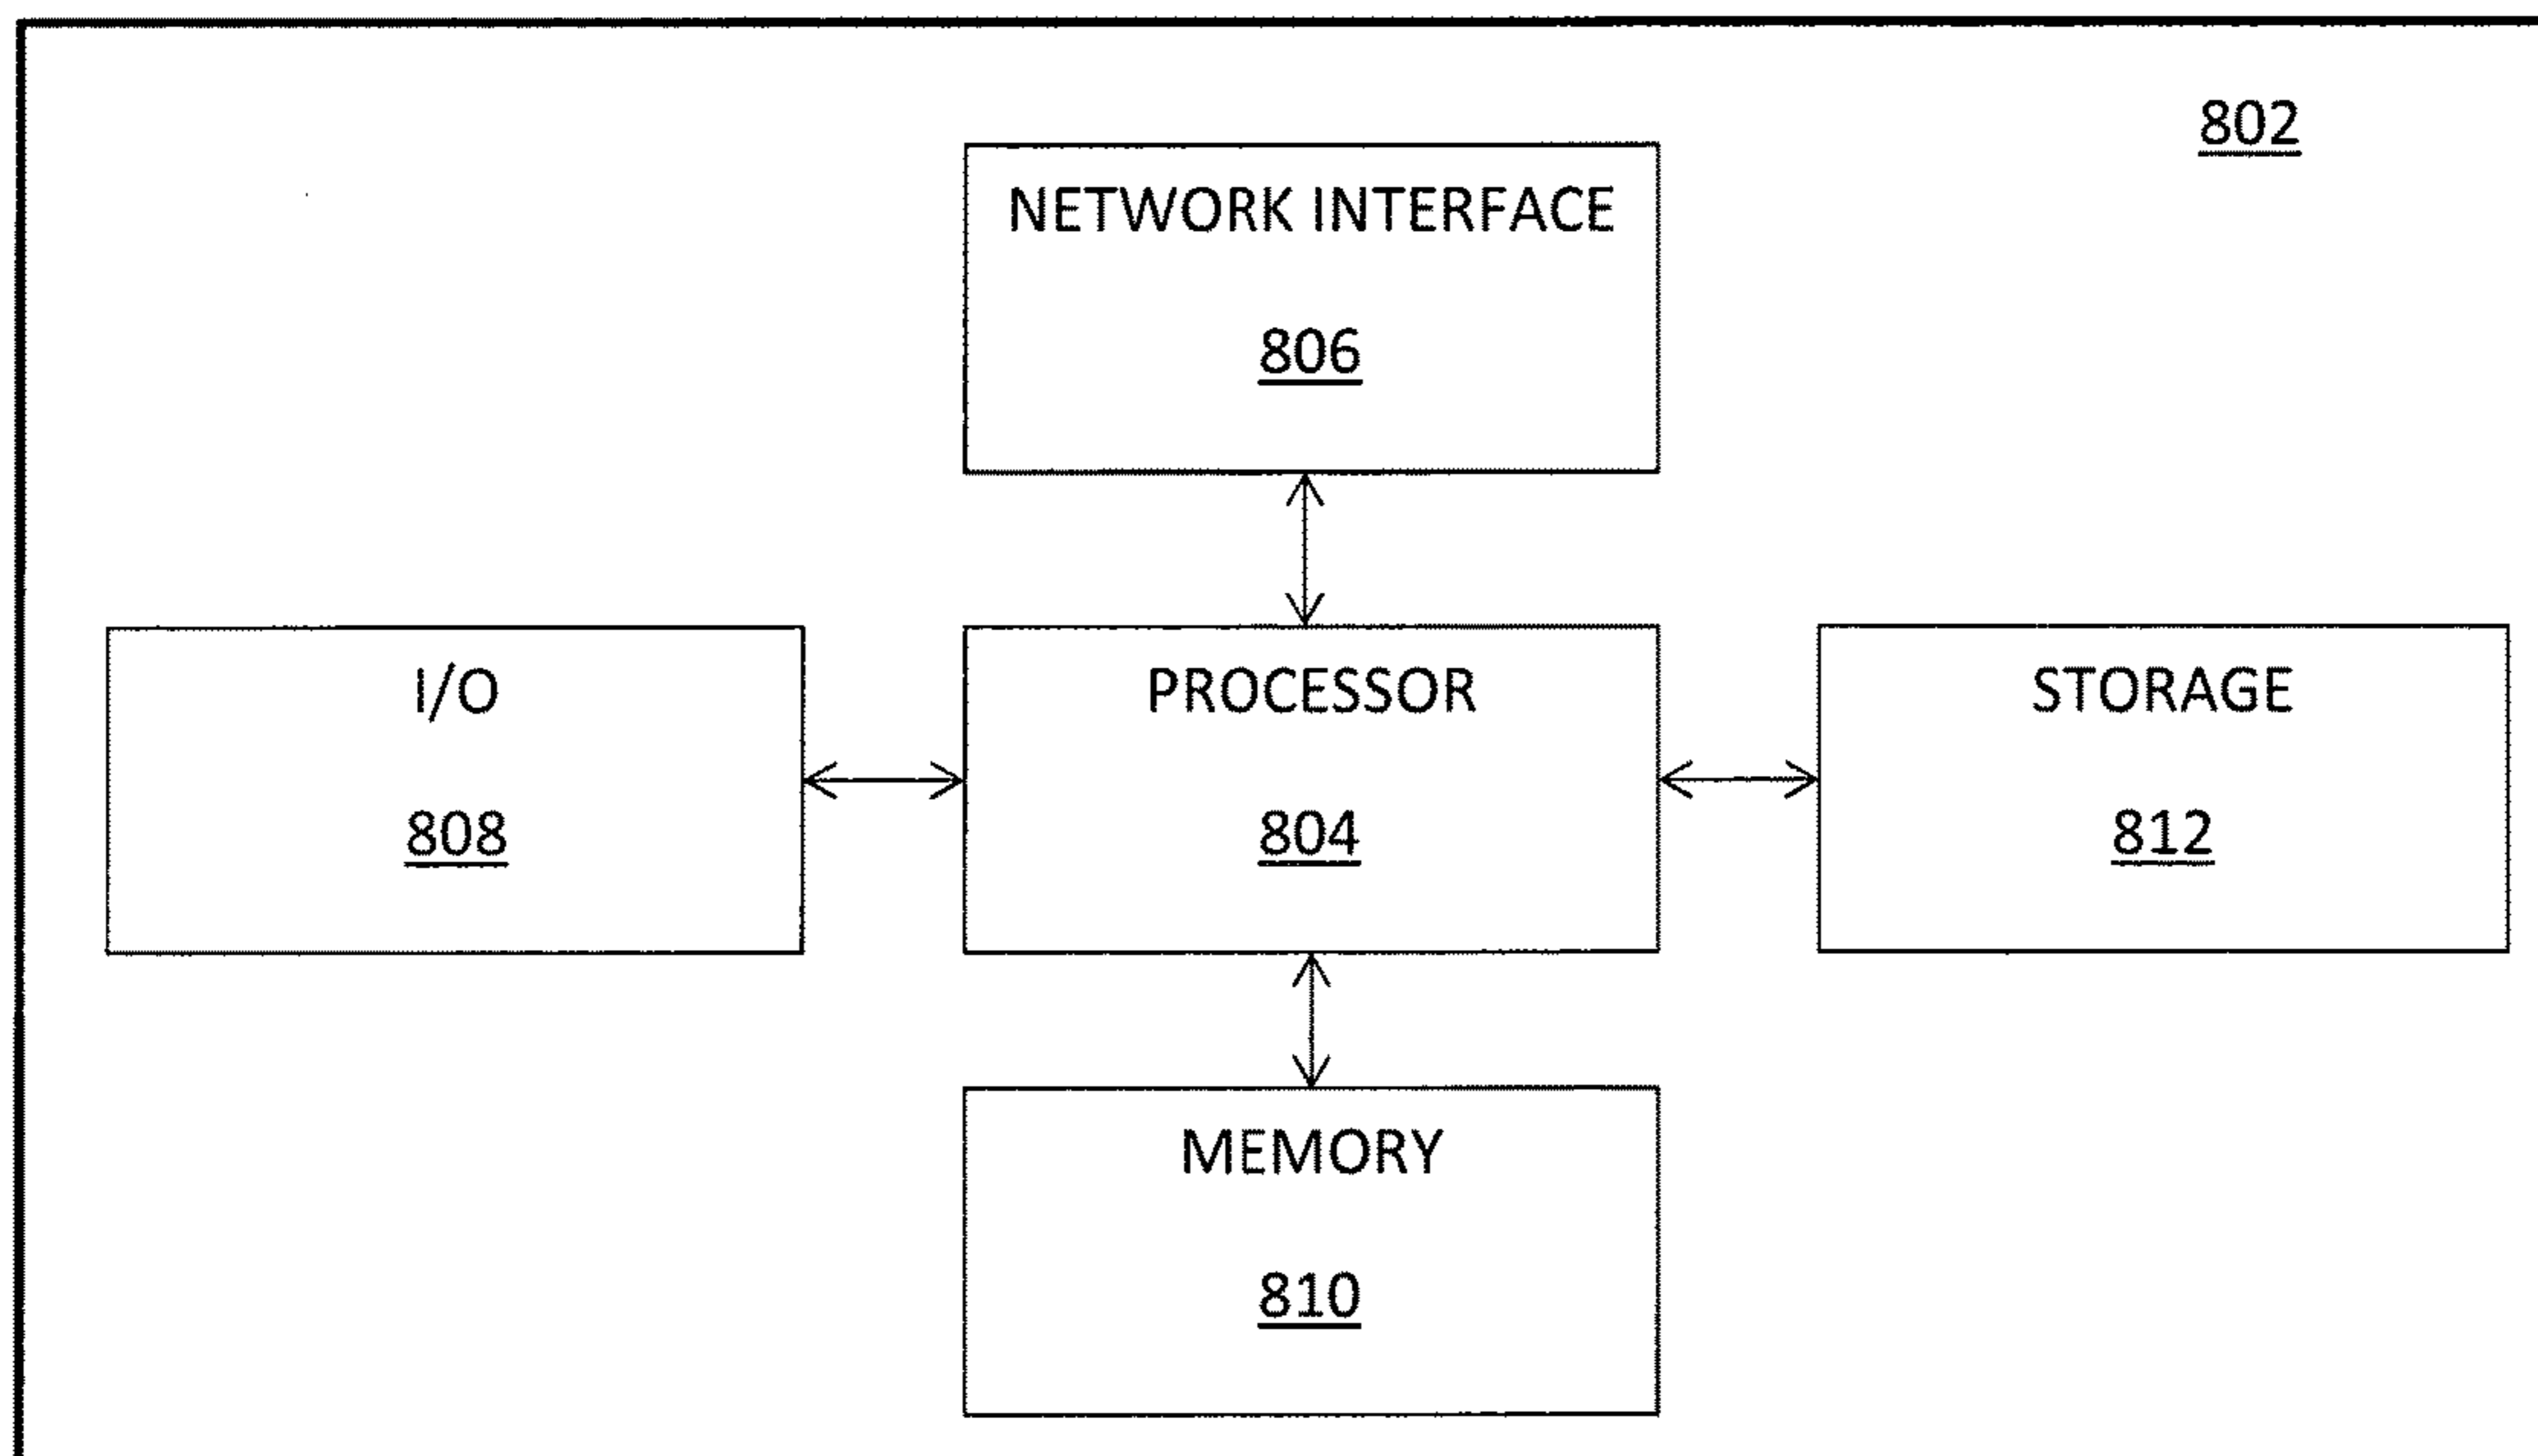 802
NETWORK INTERFACE
806
I/O
808
PROCESSOR
804
STORAGE
812
MEMORY
810